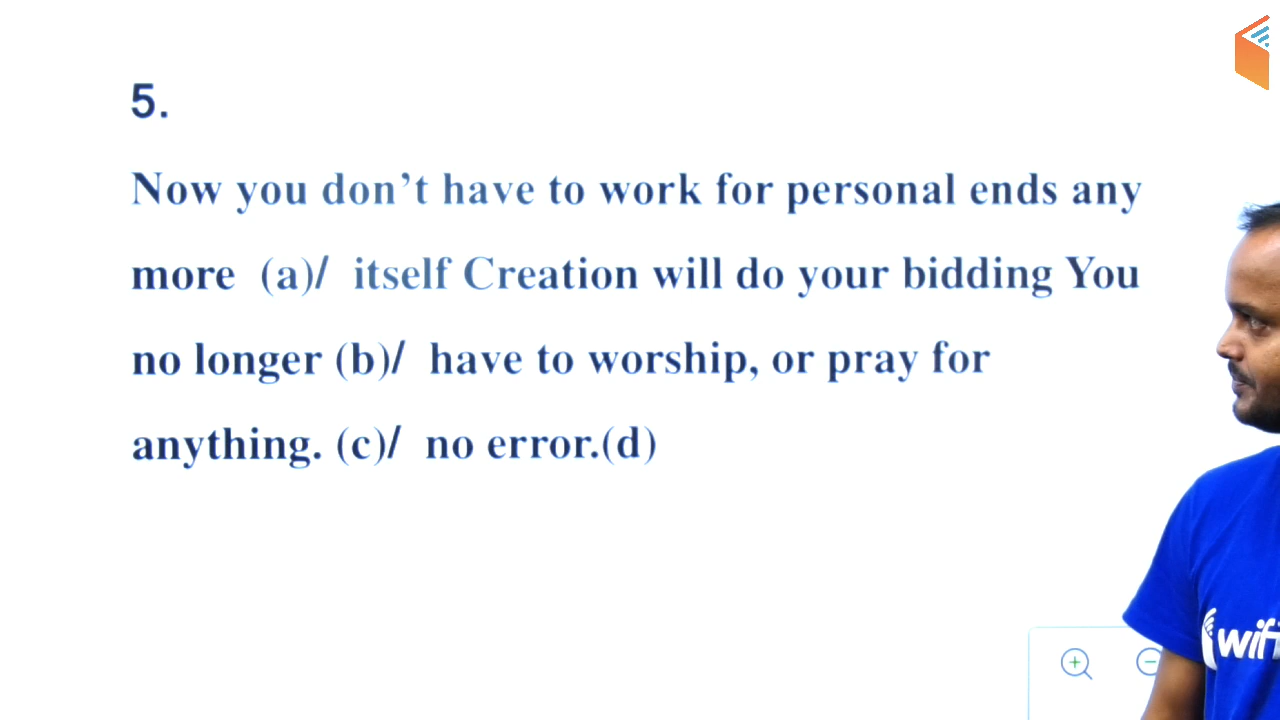 5.
Now you don’t have to work for personal ends any
more (a)/ itself Creation will do your bidding You
no longer (b)/ have to worship, or pray for
anything. (c)/ no error.(d)
wifi